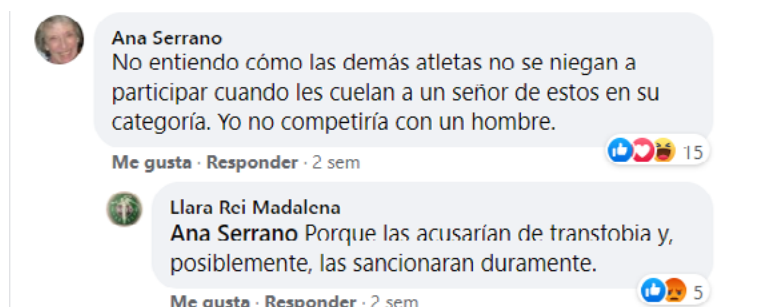 Ana Serrano
No entiendo cómo las demás atletas no se niegan a
participar cuando les cuelan a un señor de estos en su
categoría. Yo no competiría con un hombre.
15
Me gusta · Responder · 2 sem
Llara Rei Madalena
Ana Serrano Porque las acusarían de transfobia y,
posiblemente, las sancionaran duramente.
5
Me gusta · Responder · 2 sem